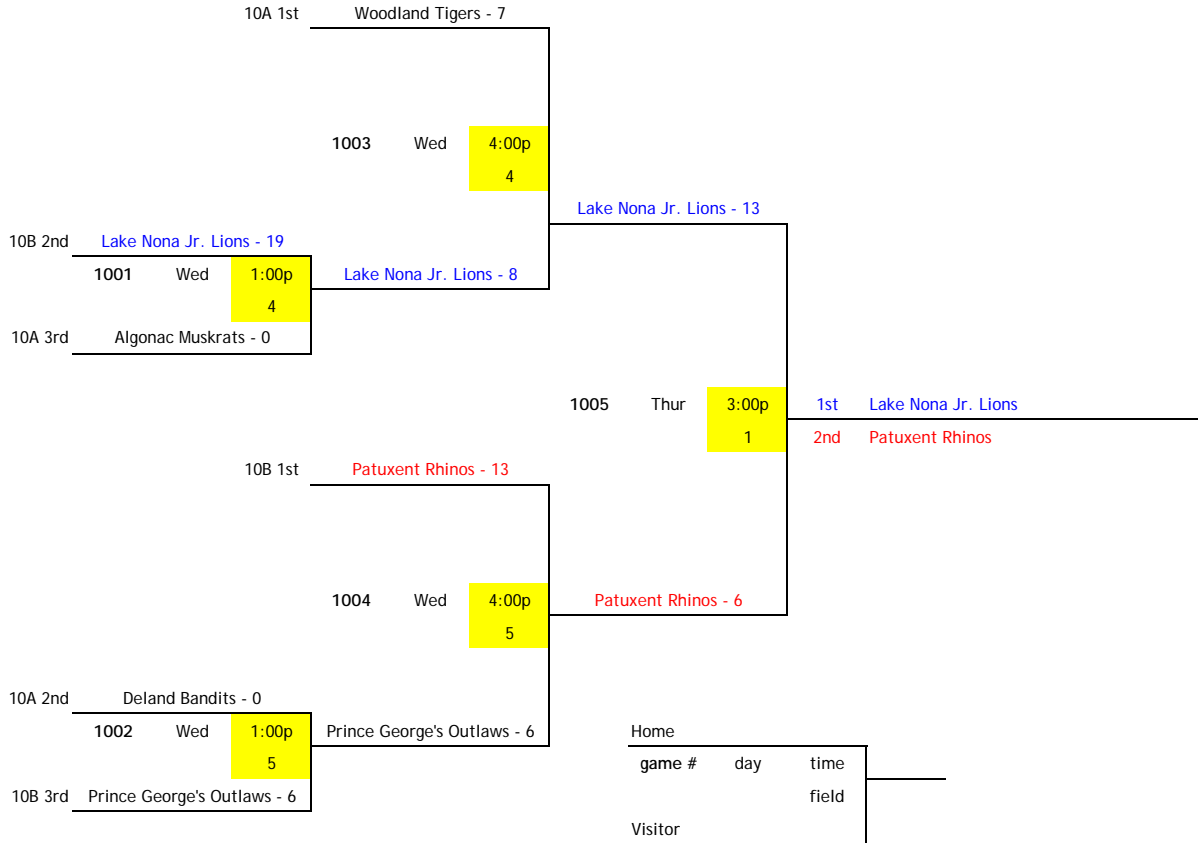 10A 1st Woodland Tigers - 7
1003 Wed 4:00p
4
Lake Nona Jr. Lions - 13
10B 2nd Lake Nona Jr. Lions - 19
1001 Wed 1:00p Lake Nona Jr. Lions - 8
4
10A 3rd Algonac Muskrats - 0
1005 Thur 3:00p 1st Lake Nona Jr. Lions
1 2nd Patuxent Rhinos
10B 1st Patuxent Rhinos - 13
1004 Wed 4:00p Patuxent Rhinos - 6
5
10A 2nd Deland Bandits - 0
1002 Wed 1:00p Prince George's Outlaws - 6 Home
5 game # day time
10B 3rd Prince George's Outlaws - 6 field
Visitor